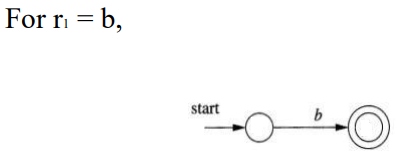 For r₁ = b,
start
b